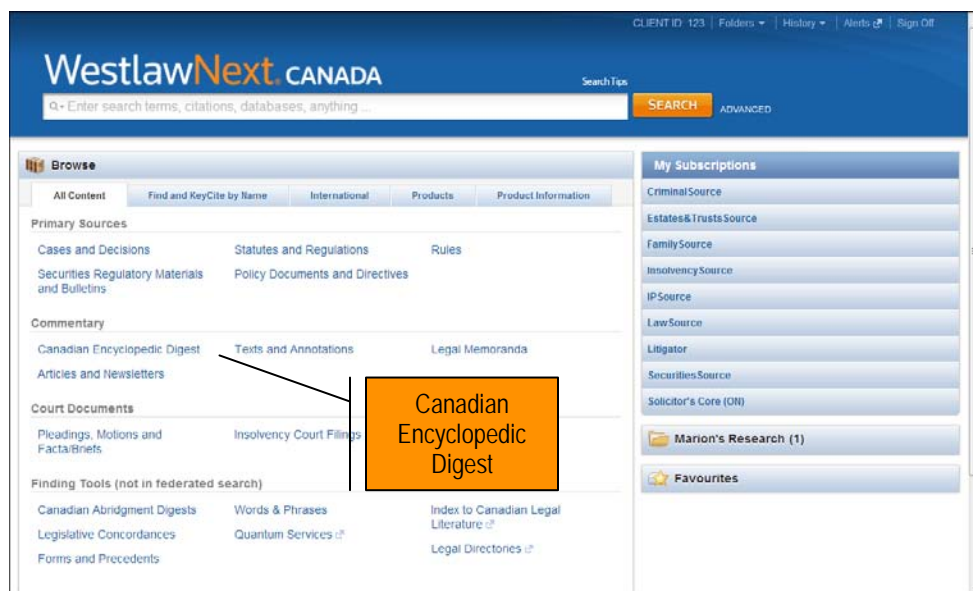 CLIENT ID: 123 | Folders | History | Alerts | Sign Off
WestlawNext. CANADA
Search Tips
Enter search terms, citations, databases, anything ...
SEARCH ADVANCED
Browse
All Content Find and KeyCite by Name International Products Product Information
Primary Sources
Cases and Decisions Statutes and Regulations Rules
Securities Regulatory Materials Policy Documents and Directives
and Bulletins
Commentary
Canadian Encyclopedic Digest Texts and Annotations Legal Memoranda
Articles and Newsletters
Court Documents
Pleadings, Motions and Insolvency Court Filings
Facta/Briefs
Finding Tools (not in federated search)
Canadian Abridgment Digests Words & Phrases Index to Canadian Legal
Literature
Legislative Concordances Quantum Services
Legal Directories
Forms and Precedents
Canadian
Encyclopedic
Digest
My Subscriptions
CriminalSource
Estates&TrustsSource
FamilySource
InsolvencySource
IPSource
LawSource
Litigator
SecuritiesSource
Solicitor's Core (ON)
Marion's Research (1)
Favourites